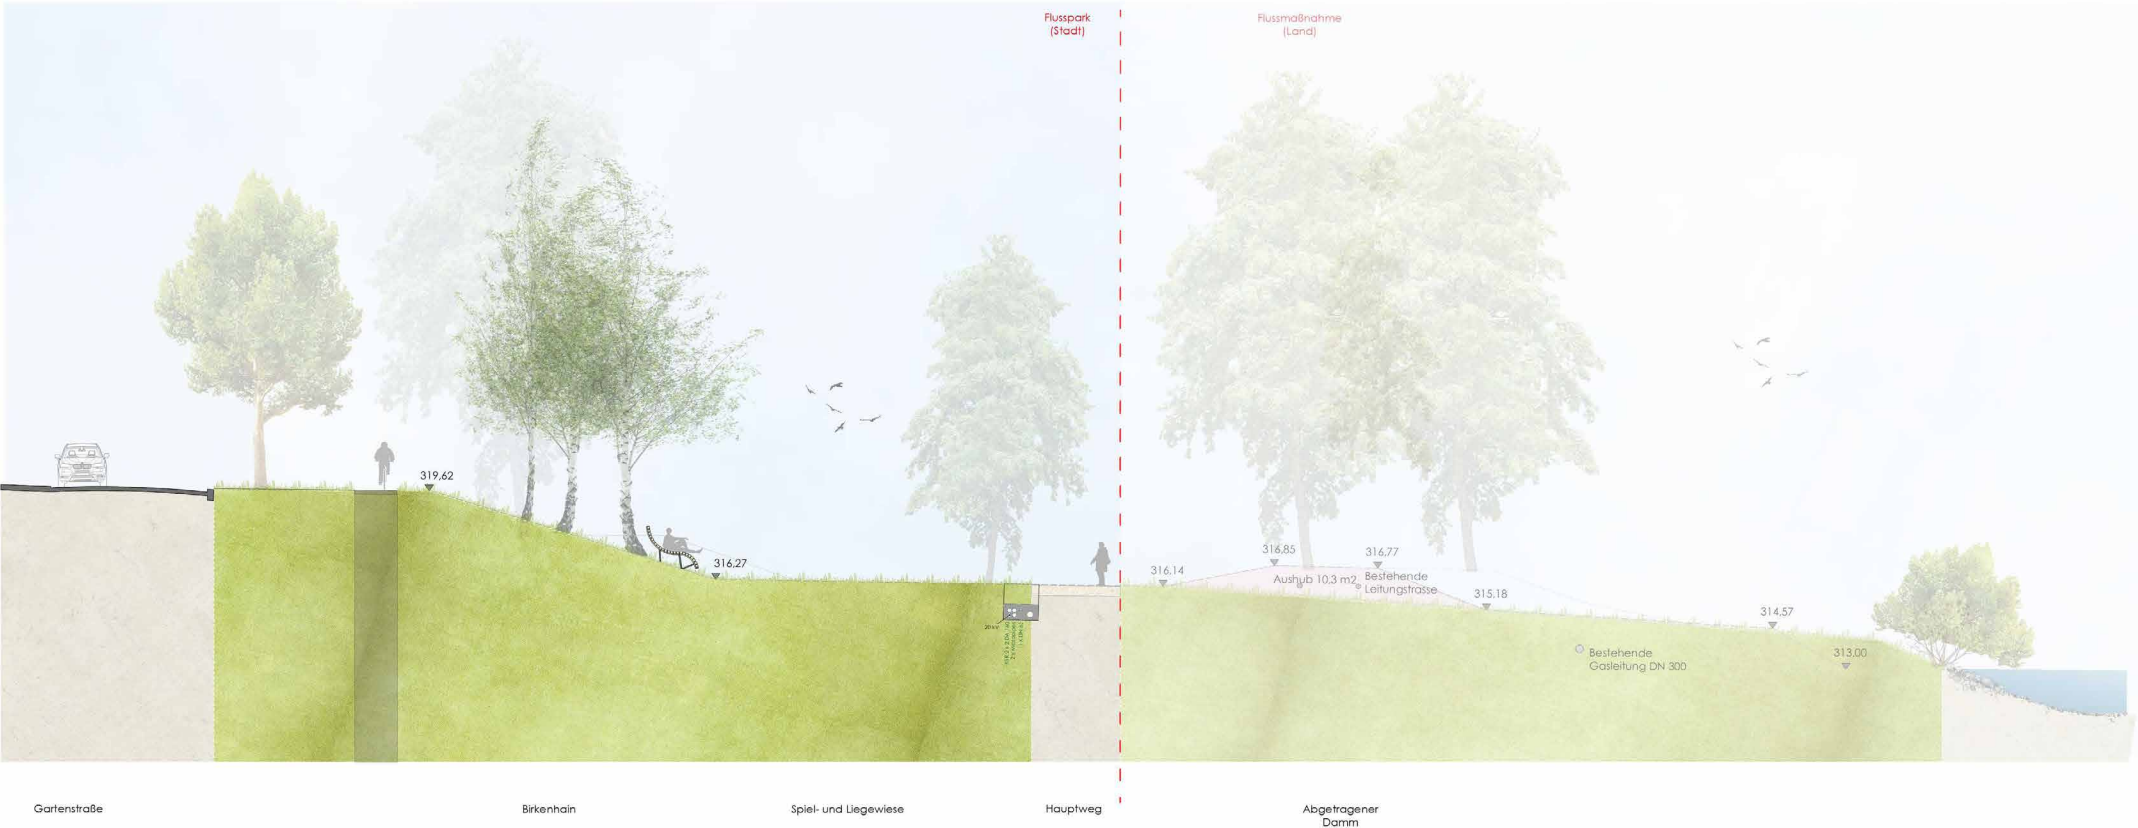 Flusspark
(Stadt)
Flussmaßnahme
(Land)
319,62
316,27
316,14
316,85
316,77
Aushub 10,3 m2
Bestehende
Leitungstrasse
315.18
314,57
313,00
Bestehende
Gasleitung DN 300
Gartenstraße
Birkenhain
Spiel- und Liegewiese
Hauptweg
Abgetragener
Damm